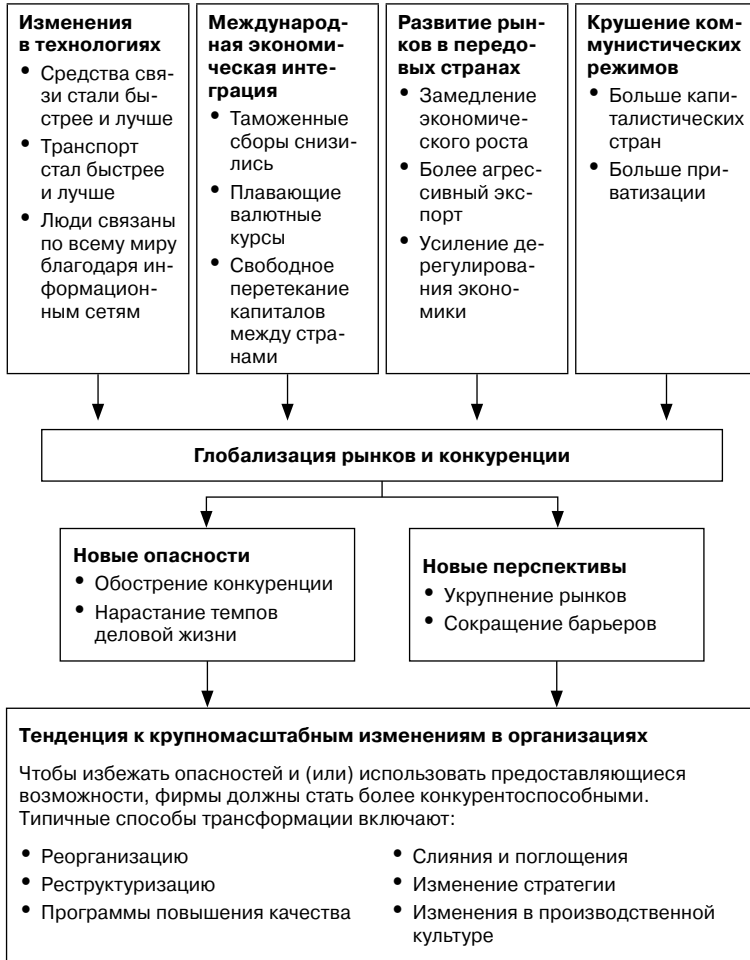 Изменения
в технологиях
• Средства свя-
зи стали бы-
стрее и лучше
• Транспорт
стал быстрее
и лучше
• Люди связаны
по всему миру
благодаря ин-
формацион-
ным сетям
Международ-
ная экономи-
ческая инте-
грация
• Таможенные
сборы снизи-
лись
• Плавающие
валютные
курсы
• Свободное
перетекание
капиталов
между стра-
нами
Развитие рын-
ков в передо-
вых странах
• Замедление
экономиче-
ского роста
• Более агрес-
сивный экс-
порт
• Усиление де-
регулирова-
ния эконо-
мики
Крушение ком-
мунистических
режимов
• Больше капи-
талистических
стран
• Больше при-
ватизации
Глобализация рынков и конкуренции
Новые опасности
• Обострение конкуренции
• Нарастание темпов
деловой жизни
Новые перспективы
• Укрупнение рынков
• Сокращение барьеров
Тенденция к крупномасштабным изменениям в организациях
Чтобы избежать опасностей и (или) использовать предоставляющиеся
возможности, фирмы должны стать более конкурентоспособными.
Типичные способы трансформации включают:
• Реорганизацию
• Реструктуризацию
• Программы повышения качества
• Слияния и поглощения
• Изменение стратегии
• Изменения в производственной
культуре